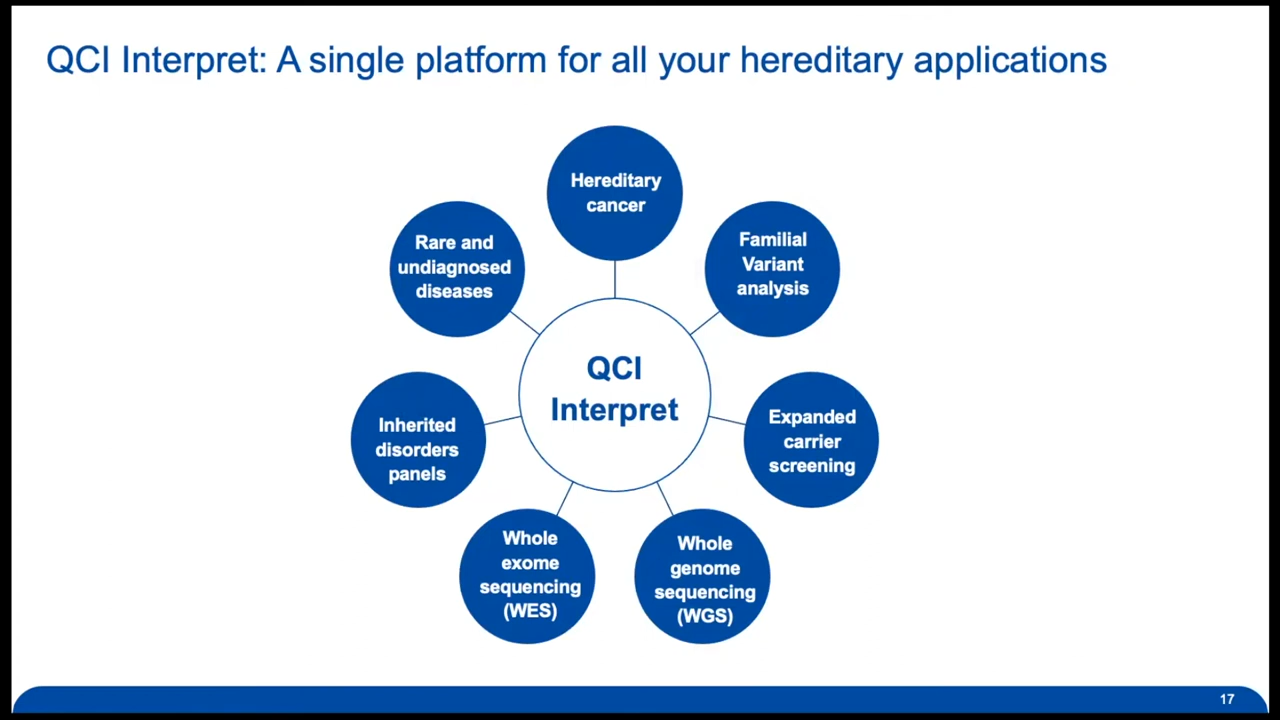 QCI Interpret: A single platform for all your hereditary applications
Hereditary
cancer
Familial
Variant
analysis
Expanded
carrier
screening
Whole
genome
sequencing
(WGS)
Whole
exome
sequencing
(WES)
Inherited
disorders
panels
Rare and
undiagnosed
diseases
QCI
Interpret
17